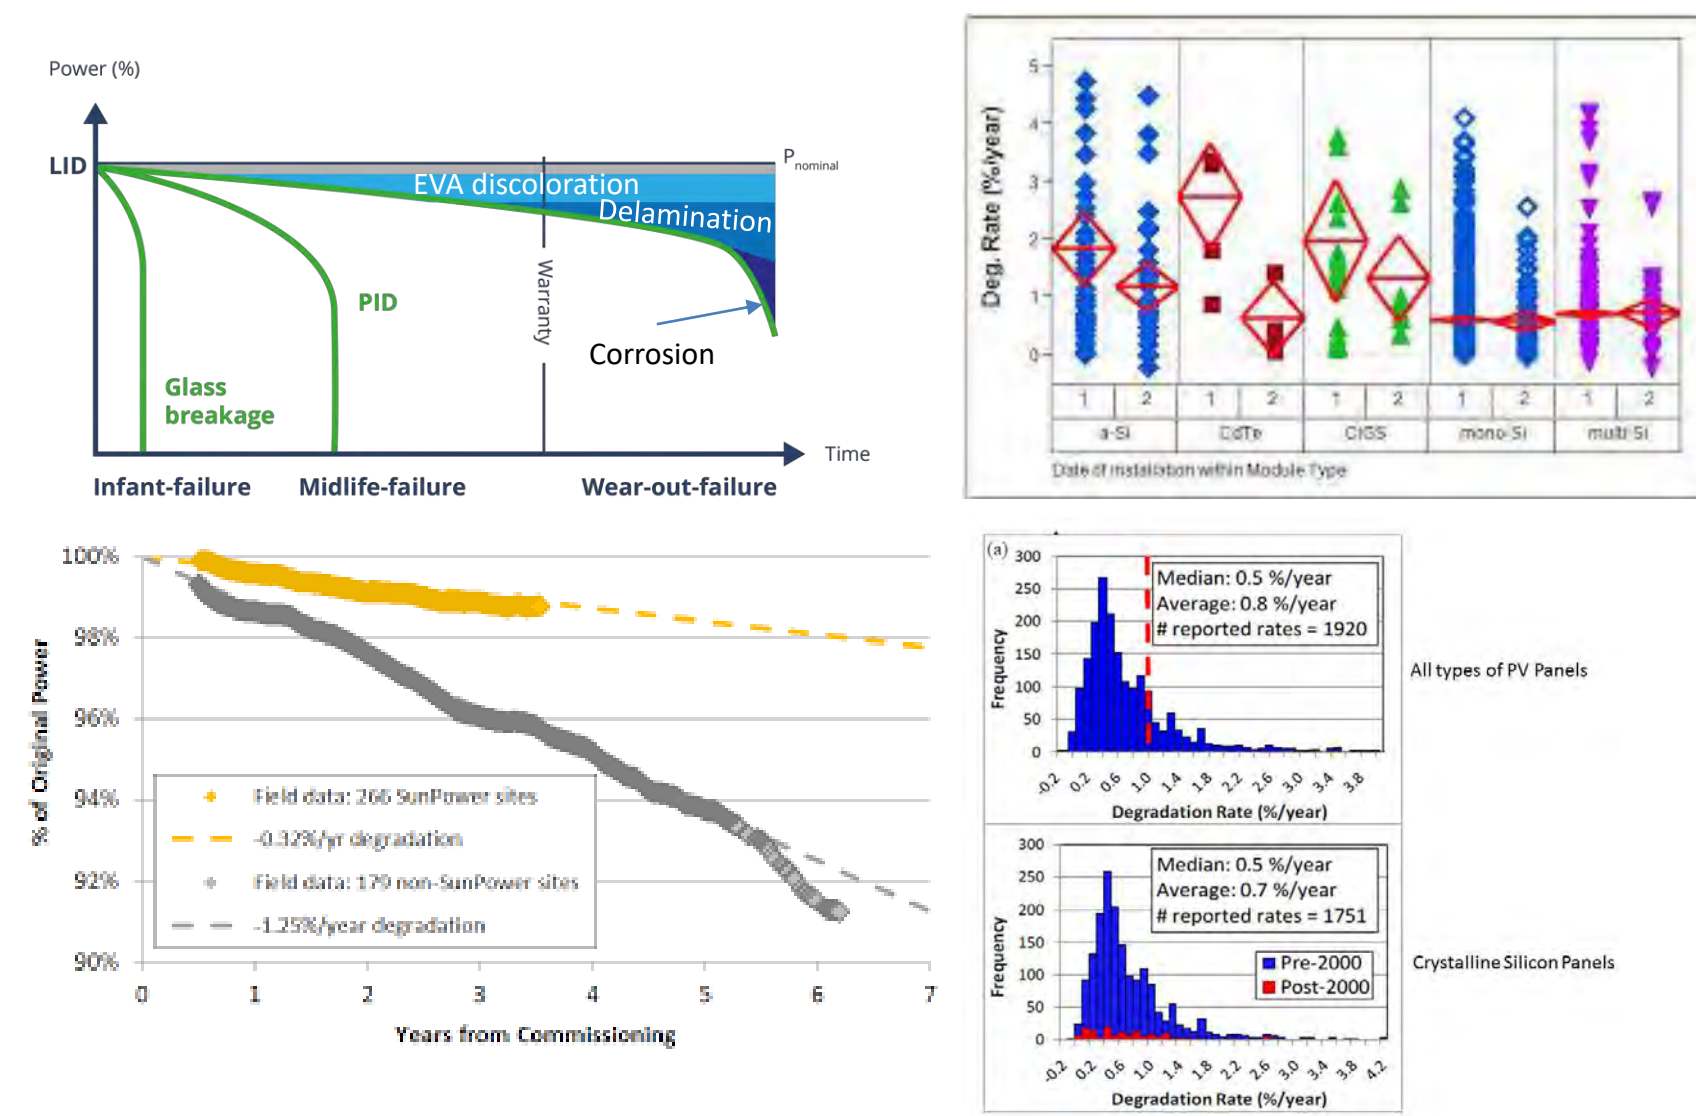 Power (%)
LID
P nominal
EVA discoloration
Delamination
Warranty
PID
Corrosion
Glass
breakage
Time
Infant-failure
Midlife-failure
Wear-out-failure
Deg. Rate (%/year)
5
4
3
2
1
0
1 2 1 2 1 2 1 2 1 2
a-Si CdTe CIGS mono-Si multi-Si
Date of Installation within Module Type
% of Original Power
100%
98%
96%
94%
92%
90%
Field data: 266 SunPower sites
-0.32%/yr degradation
Field data: 179 non-SunPower sites
-1.25%/year degradation
0 1 2 3 4 5 6 7
Years from Commissioning
(a)
Frequency
300
250
200
150
100
50
0
Median: 0.5 %/year
Average: 0.8 %/year
# reported rates = 1920
-0.2 0.2 0.6 1.0 1.4 1.8 2.2 2.6 3.0 3.4 3.8
Degradation Rate (%/year)
All types of PV Panels
Frequency
300
250
200
150
100
50
0
Median: 0.5 %/year
Average: 0.7 %/year
# reported rates = 1751
Pre-2000
Post-2000
-0.2 0.2 0.6 1.0 1.4 1.8 2.2 2.6 3.0 3.4 3.8 4.2
Degradation Rate (%/year)
Crystalline Silicon Panels